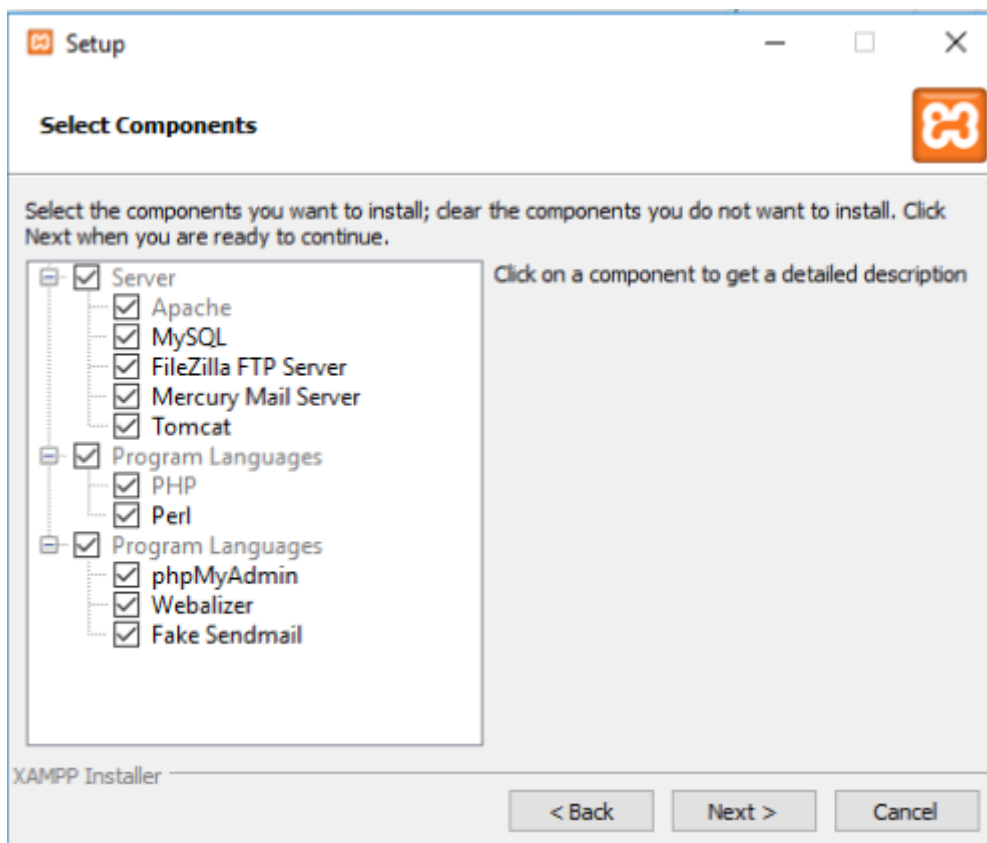 Setup
Select Components
Select the components you want to install; clear the components you do not want to install. Click
Next when you are ready to continue.
Server
Apache
MySQL
FileZilla FTP Server
Mercury Mail Server
Tomcat
Program Languages
PHP
Perl
Program Languages
phpMyAdmin
Webalizer
Fake Sendmail
Click on a component to get a detailed description
XAMPP Installer
< Back
Next >
Cancel